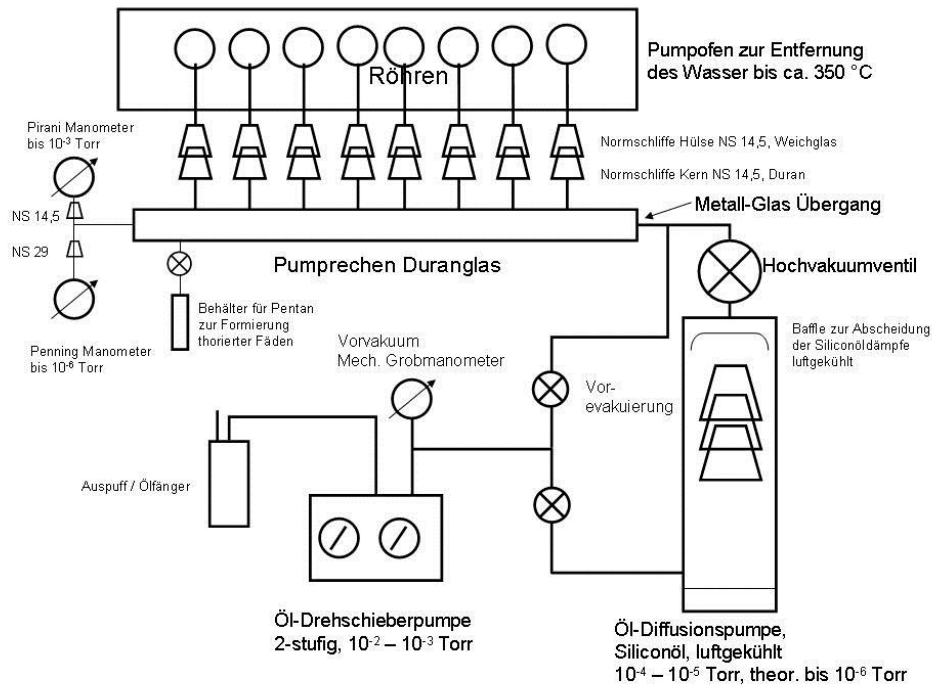 Röhren
Pumpofen zur Entfernung
des Wasser bis ca. 350 °C
Pirani Manometer
bis 10-3 Torr
Normschliffe Hülse NS 14,5, Weichglas
Normschliffe Kern NS 14,5, Duran
NS 14,5
Metall-Glas Übergang
NS 29
Pumprechen Duranglas
Hochvakuumventil
Behälter für Pentan
zur Formierung
thorierter Fäden
Penning Manometer
bis 10-6 Torr
Vorvakuum
Mech. Grobmanometer
Baffle zur Abscheidung
der Siliconöldämpfe
luftgekühlt
Vor-
evakuierung
Auspuff / Ölfänger
Öl-Drehschieberpumpe
2-stufig, 10-2 – 10-3 Torr
Öl-Diffusionspumpe,
Siliconöl, luftgekühlt
10-4 – 10-5 Torr, theor. bis 10-6 Torr